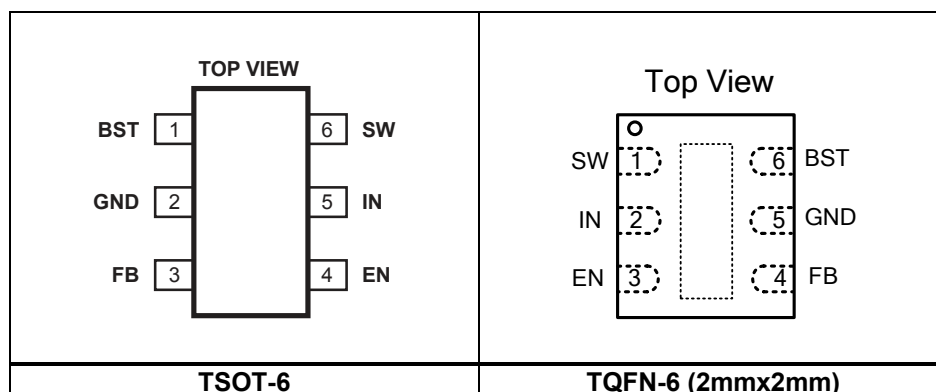 TOP VIEW
BST 1 6 SW
GND 2 5 IN
FB 3 4 EN
TSOT-6
Top View
SW 1 6 BST
IN 2 5 GND
EN 3 4 FB
TQFN-6 (2mmx2mm)